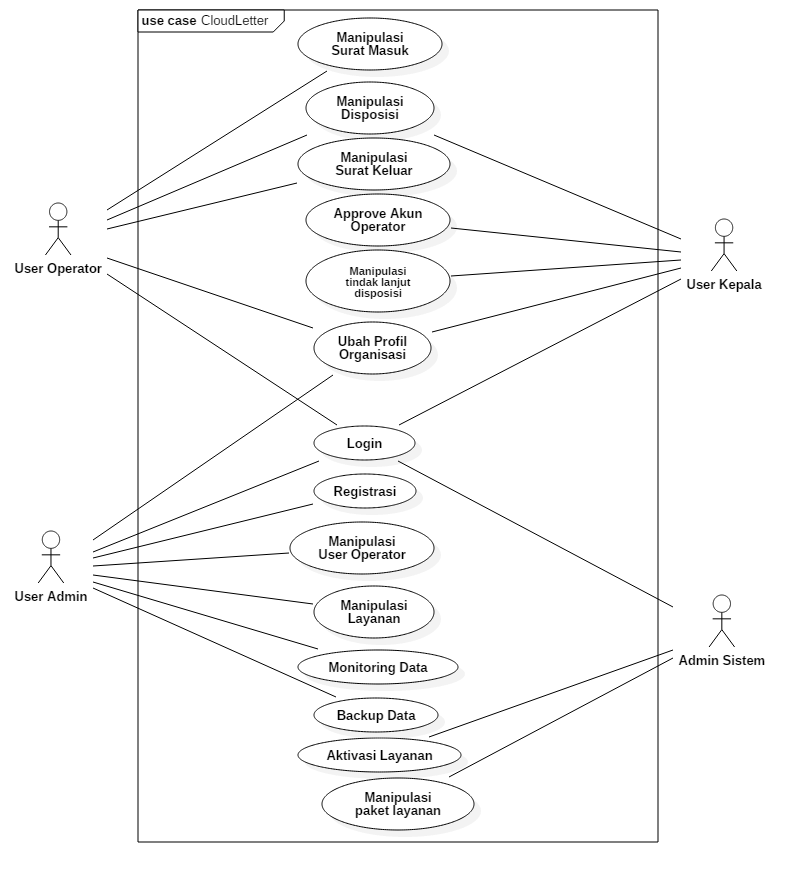 use case CloudLetter
Manipulasi
Surat Masuk
Manipulasi
Disposisi
Manipulasi
Surat Keluar
Approve Akun
Operator
User Operator
User Kepala
Manipulasi
tindak lanjut
disposisi
Ubah Profil
Organisasi
Login
Registrasi
Manipulasi
User Operator
User Admin
Manipulasi
Layanan
Monitoring Data
Admin Sistem
Backup Data
Aktivasi Layanan
Manipulasi
paket layanan